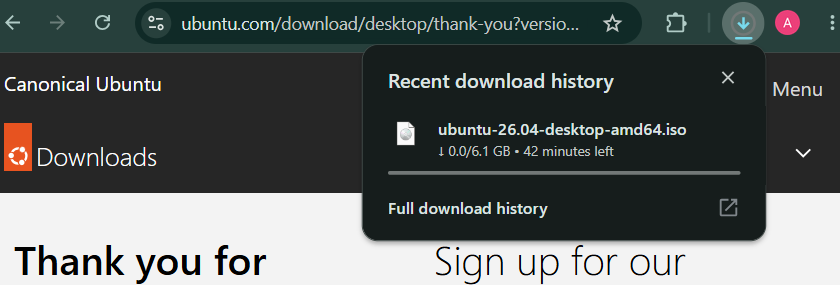 ubuntu.com/download/desktop/thank-you?versio...
A
Canonical Ubuntu
Menu
Downloads
Recent download history
ubuntu-26.04-desktop-amd64.iso
↓ 0.0/6.1 GB • 42 minutes left
Full download history
Thank you for
Sign up for our